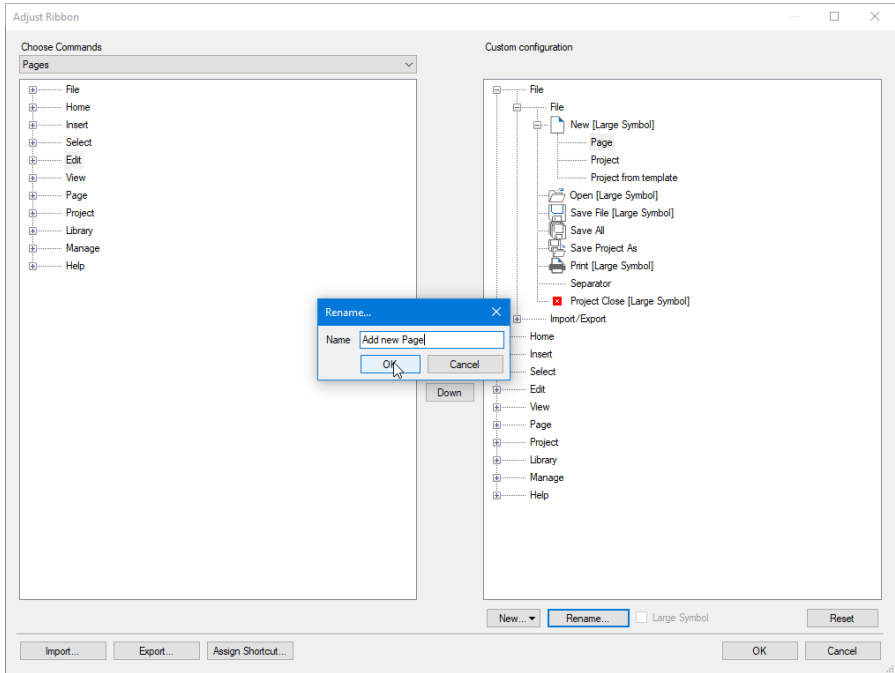 Adjust Ribbon
Choose Commands
Pages
File
Home
Insert
Select
Edit
View
Page
Project
Library
Manage
Help
Custom configuration
File
File
New [Large Symbol]
Page
Project
Project from template
Open [Large Symbol]
Save File [Large Symbol]
Save All
Save Project As
Print [Large Symbol]
Separator
Project Close [Large Symbol]
Import/Export
Home
Insert
Select
Edit
View
Page
Project
Library
Manage
Help
Rename...
Name Add new Page
OK Cancel
Down
New... Rename... Large Symbol Reset
Import... Export... Assign Shortcut... OK Cancel